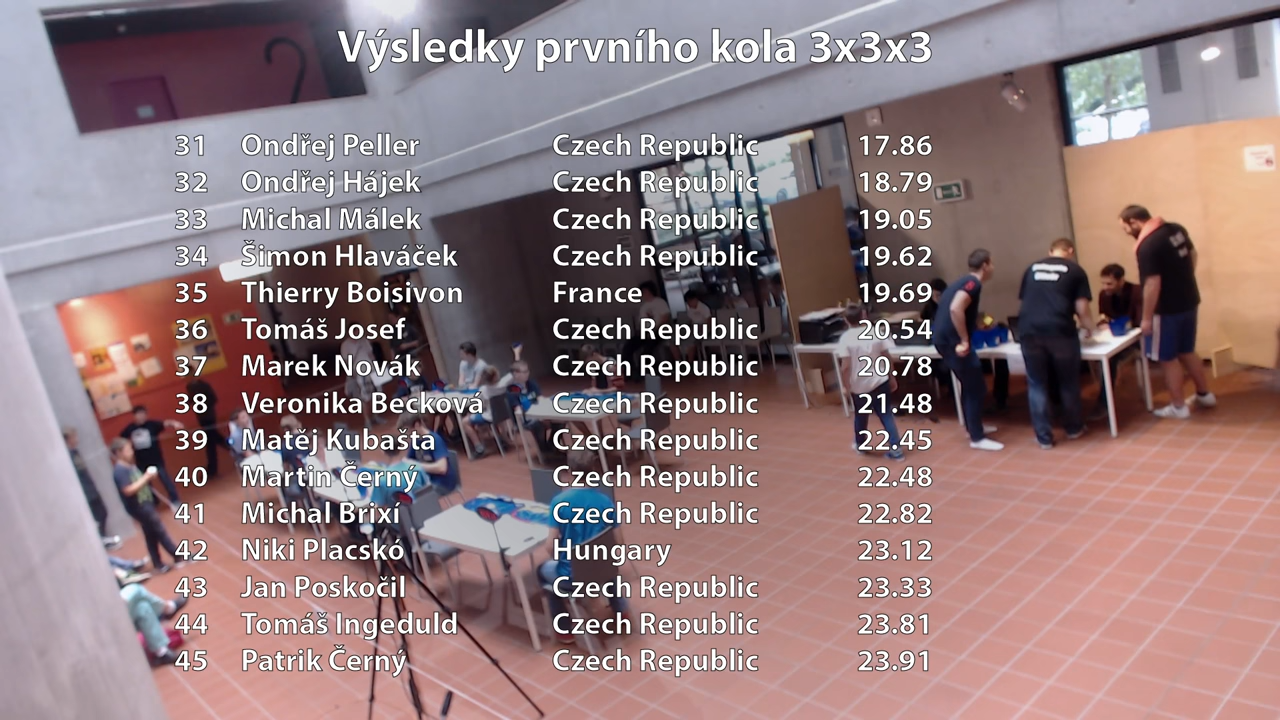 Výsledky prvního kola 3x3x3
31 Ondřej Peller Czech Republic 17.86
32 Ondřej Hájek Czech Republic 18.79
33 Michal Málek Czech Republic 19.05
34 Šimon Hlaváček Czech Republic 19.62
35 Thierry Boisivon France 19.69
36 Tomáš Josef Czech Republic 20.54
37 Marek Novák Czech Republic 20.78
38 Veronika Becková Czech Republic 21.48
39 Matěj Kubašta Czech Republic 22.45
40 Martin Černý Czech Republic 22.48
41 Michal Brixí Czech Republic 22.82
42 Niki Placskó Hungary 23.12
43 Jan Poskočil Czech Republic 23.33
44 Tomáš Ingeduld Czech Republic 23.81
45 Patrik Černý Czech Republic 23.91